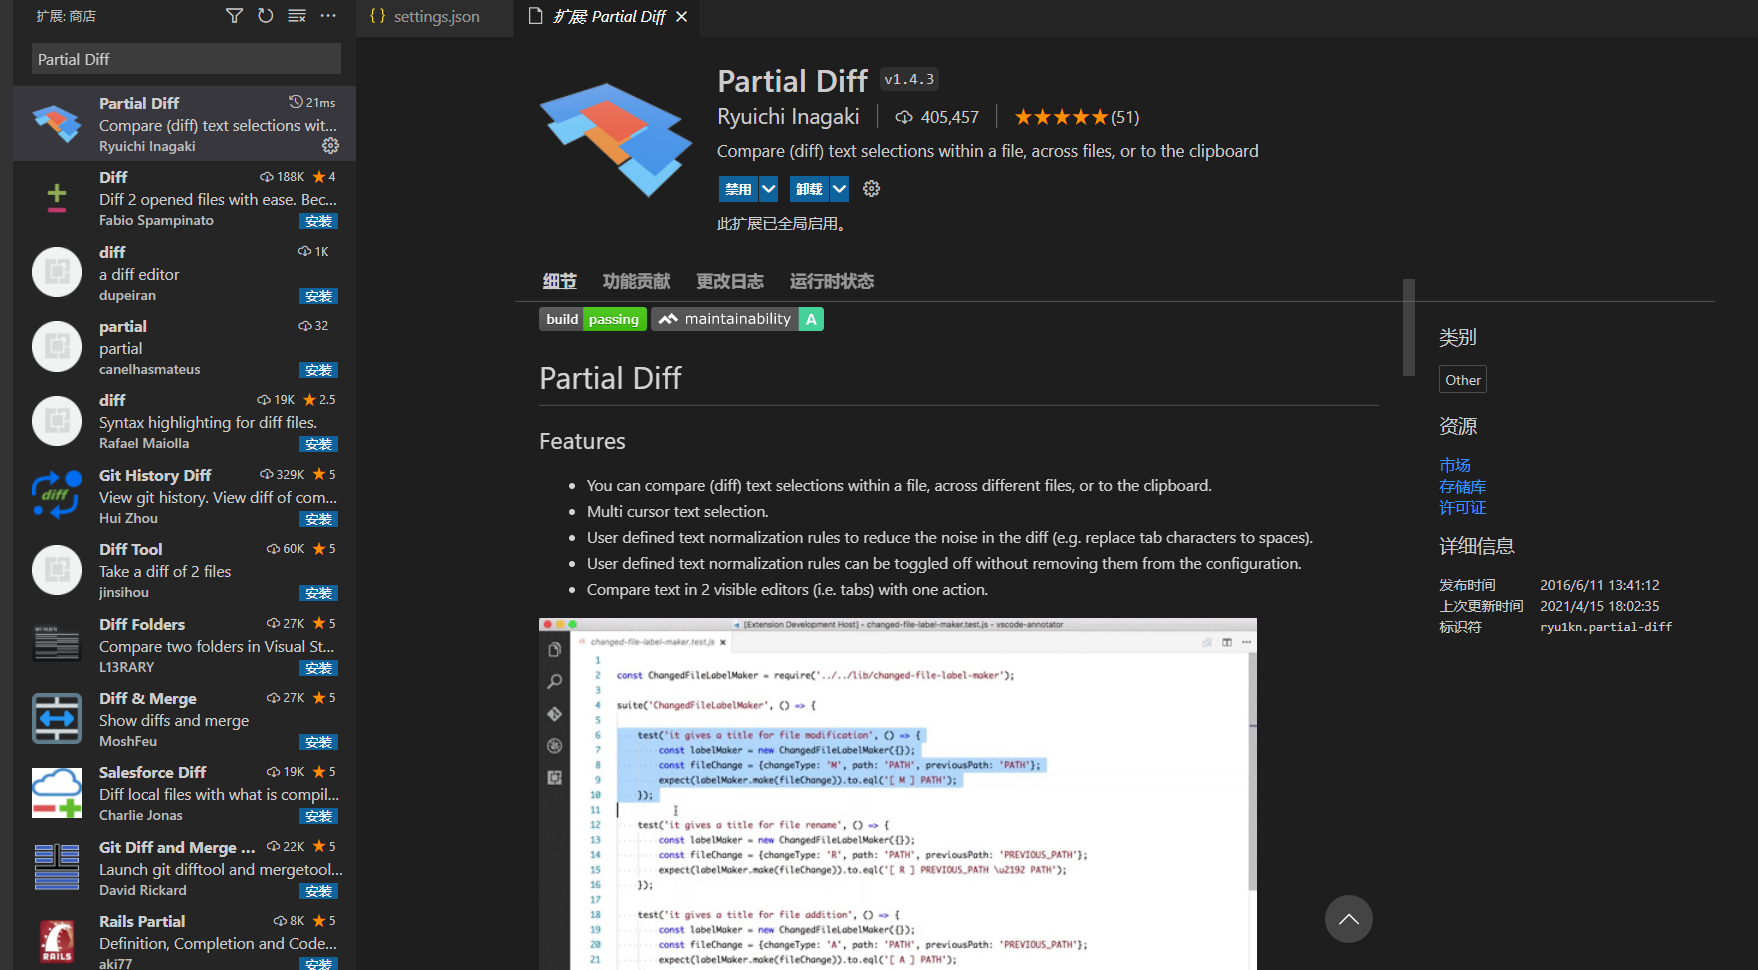 扩展: 商店
Partial Diff
Partial Diff 21ms
Compare (diff) text selections wit...
Ryuichi Inagaki
Diff 188K 4
Diff 2 opened files with ease. Bec...
Fabio Spampinato 安装
diff 1K
a diff editor
dupeiran 安装
partial 32
partial
canelhasmateus 安装
diff 19K 2.5
Syntax highlighting for diff files.
Rafael Maiolla 安装
Git History Diff 329K 5
diff
View git history. View diff of com...
Hui Zhou 安装
Diff Tool 60K 5
Take a diff of 2 files
jinsihou 安装
Diff Folders 27K 5
Compare two folders in Visual St...
L13RARY 安装
Diff & Merge 27K 5
Show diffs and merge
MoshFeu 安装
Salesforce Diff 19K 5
Diff local files with what is compil...
Charlie Jonas 安装
Git Diff and Merge ... 22K 5
Launch git difftool and mergetool...
David Rickard 安装
Rails Partial 8K 5
Definition, Completion and Code...
RAILS
aki77 安装
{} settings.json
扩展 Partial Diff
Partial Diff v1.4.3
Ryuichi Inagaki 405,457 ★★★★★(51)
Compare (diff) text selections within a file, across files, or to the clipboard
禁用 卸载
此扩展已全局启用。
细节 功能贡献 更改日志 运行时状态
build passing maintainability A
Partial Diff
Features
• You can compare (diff) text selections within a file, across different files, or to the clipboard.
• Multi cursor text selection.
• User defined text normalization rules to reduce the noise in the diff (e.g. replace tab characters to spaces).
• User defined text normalization rules can be toggled off without removing them from the configuration.
• Compare text in 2 visible editors (i.e. tabs) with one action.
[Extension Development Host] - changed-file-label-maker.test.js - vscode-annotator
JS changed-file-label-maker.test.js
1
2 const ChangedFileLabelMaker = require('../../lib/changed-file-label-maker');
3
4 suite('ChangedFileLabelMaker', () => {
5
6 test('it gives a title for file modification', () => {
7 const labelMaker = new ChangedFileLabelMaker({});
8 const fileChange = {changeType: 'M', path: 'PATH', previousPath: 'PATH'};
9 expect(labelMaker.make(fileChange)).to.eql('[ M ] PATH');
10 });
11
12 test('it gives a title for file rename', () => {
13 const labelMaker = new ChangedFileLabelMaker({});
14 const fileChange = {changeType: 'R', path: 'PATH', previousPath: 'PREVIOUS_PATH'};
15 expect(labelMaker.make(fileChange)).to.eql('[ R ] PREVIOUS_PATH \u2192 PATH');
16 });
17
18 test('it gives a title for file addition', () => {
19 const labelMaker = new ChangedFileLabelMaker({});
20 const fileChange = {changeType: 'A', path: 'PATH', previousPath: 'PREVIOUS_PATH'};
21 expect(labelMaker.make(fileChange)).to.eql('[ A ] PATH');
类别
Other
资源
市场
存储库
许可证
详细信息
发布时间 2016/6/11 13:41:12
上次更新时间 2021/4/15 18:02:35
标识符 ryu1kn.partial-diff